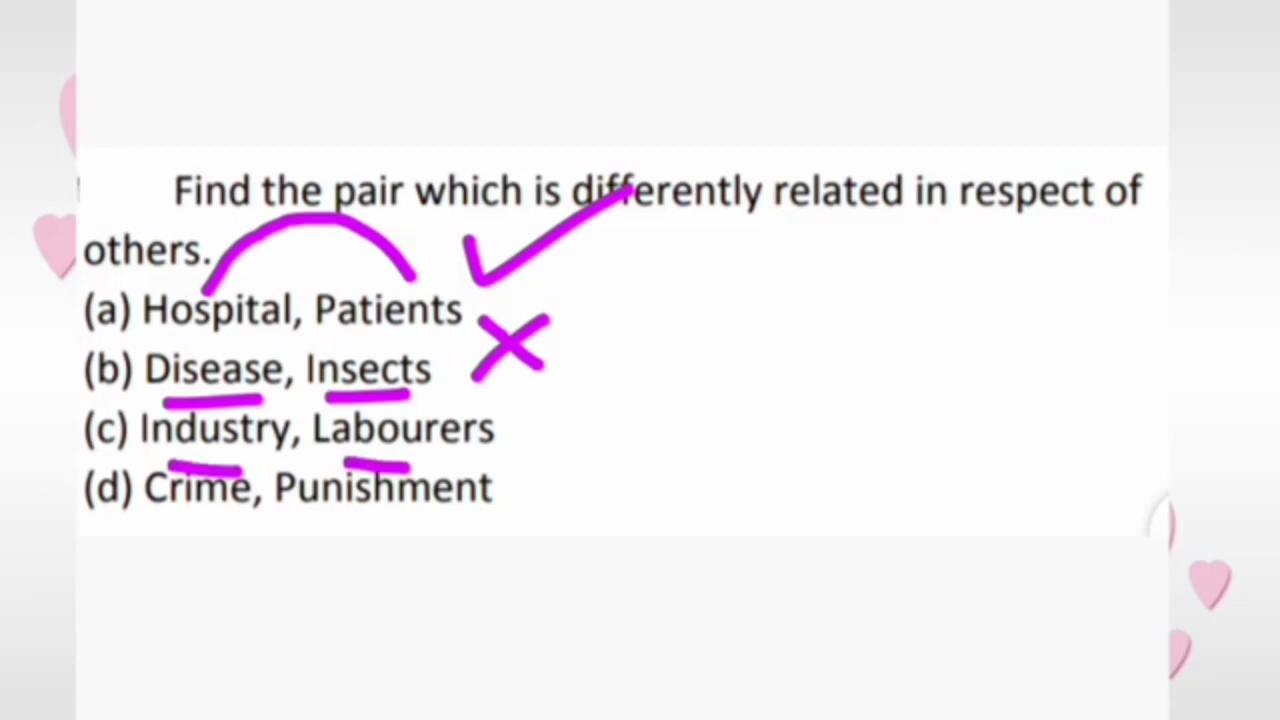 Find the pair which is differently related in respect of
others.
(a) Hospital, Patients
(b) Disease, Insects
(c) Industry, Labourers
(d) Crime, Punishment